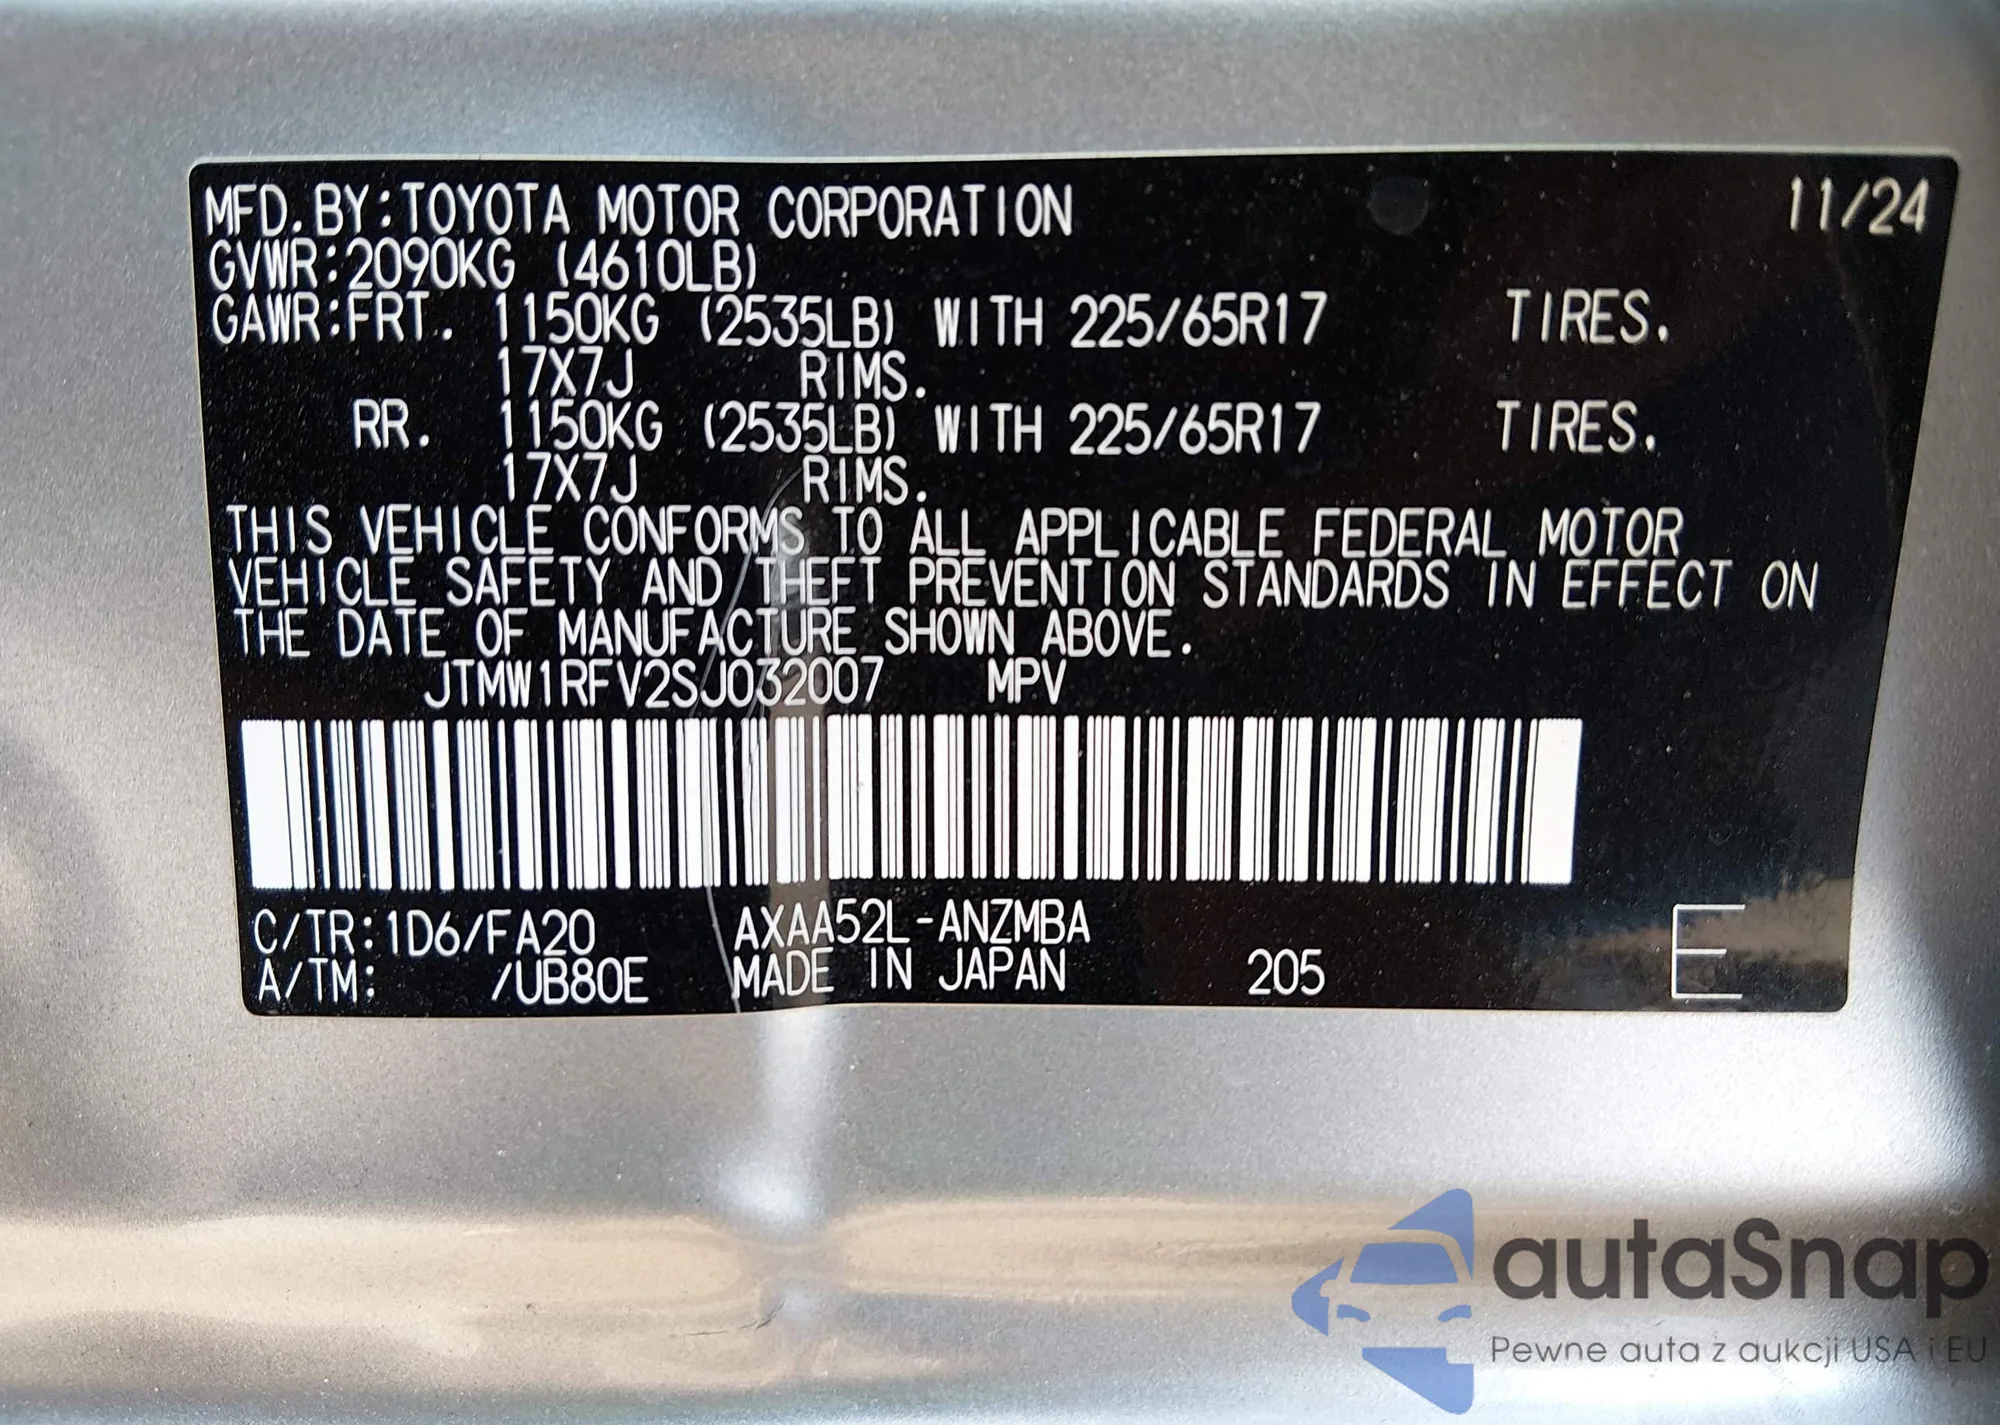 MFD.BY:TOYOTA MOTOR CORPORATION 11/24
GVWR:2090KG (4610LB)
GAWR:FRT. 1150KG (2535LB) WITH 225/65R17 TIRES.
17X7J RIMS.
RR. 1150KG (2535LB) WITH 225/65R17 TIRES.
17X7J RIMS.
THIS VEHICLE CONFORMS TO ALL APPLICABLE FEDERAL MOTOR
VEHICLE SAFETY AND THEFT PREVENTION STANDARDS IN EFFECT ON
THE DATE OF MANUFACTURE SHOWN ABOVE.
JTMW1RFV2SJ032007 MPV
C/TR:1D6/FA20 AXAA52L-ANZMBA
A/TM: /UB80E MADE IN JAPAN 205 E
autaSnap
Pewne auta z aukcji USA i EU